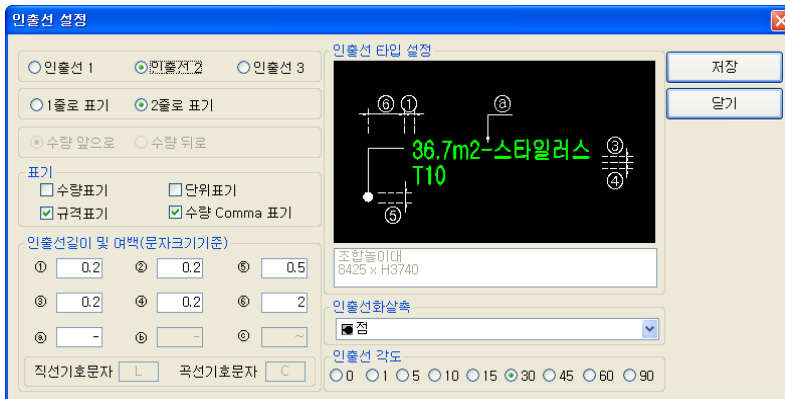 인출선 설정
인출선 1 인출선 2 인출선 3
1줄로 표기 2줄로 표기
수량 앞으로 수량 뒤로
표기
수량표기 단위표기
규격표기 수량 Comma 표기
인출선길이 및 여백(문자크기기준)
① 0.2 ② 0.2 ⑤ 0.5
③ 0.2 ④ 0.2 ⑥ 2
ⓐ - ⓑ - ⓒ ~
직선기호문자 L 곡선기호문자 C
인출선 타입 설정
⑥ ① ⓐ
36.7m2-스타일러스 ③
T10 ④
⑤
조합놀이대
8425 x H3740
인출선화살촉
점
인출선 각도
0 1 5 10 15 30 45 60 90
저장
닫기